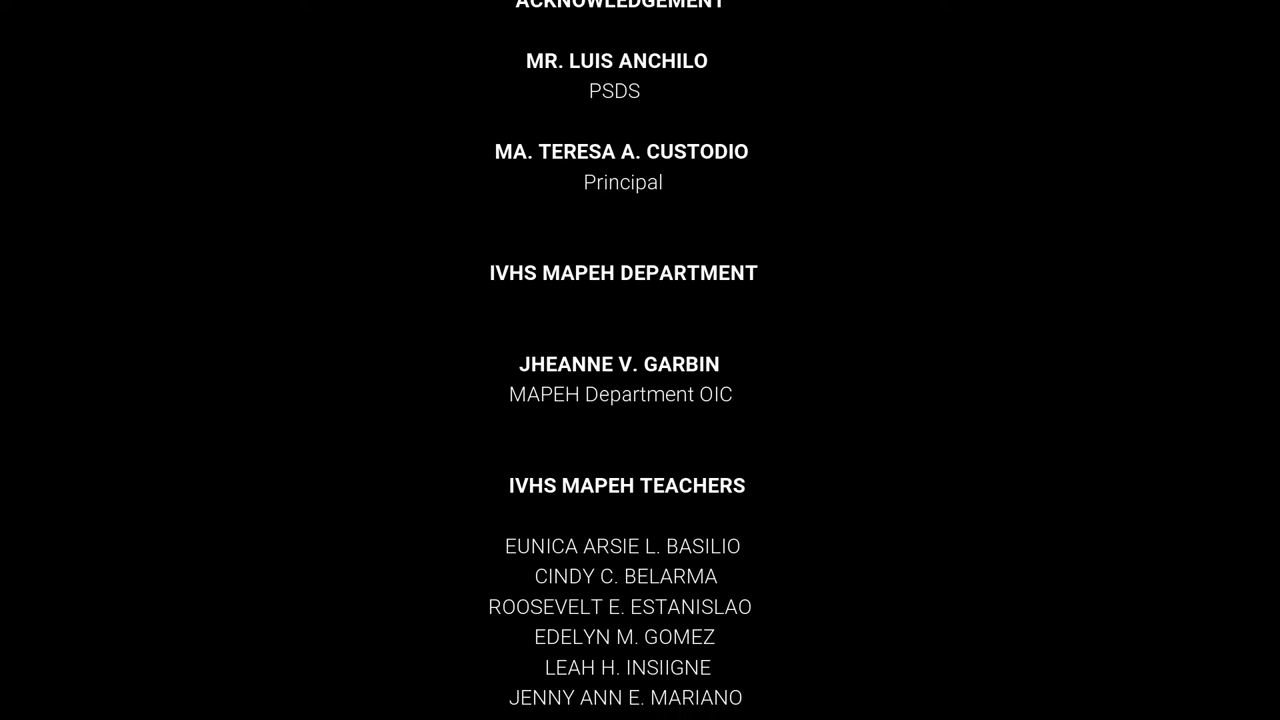 ACKNOWLEDGEMENT
MR. LUIS ANCHILO
PSDS
MA. TERESA A. CUSTODIO
Principal
IVHS MAPEH DEPARTMENT
JHEANNE V. GARBIN
MAPEH Department OIC
IVHS MAPEH TEACHERS
EUNICA ARSIE L. BASILIO
CINDY C. BELARMA
ROOSEVELT E. ESTANISLAO
EDELYN M. GOMEZ
LEAH H. INSIIGNE
JENNY ANN E. MARIANO